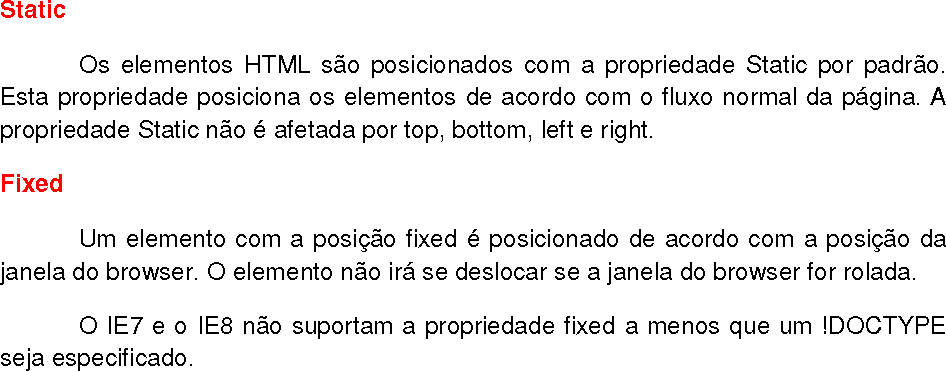 Static
Os elementos HTML são posicionados com a propriedade Static por padrão.
Esta propriedade posiciona os elementos de acordo com o fluxo normal da página. A
propriedade Static não é afetada por top, bottom, left e right.
Fixed
Um elemento com a posição fixed é posicionado de acordo com a posição da
janela do browser. O elemento não irá se deslocar se a janela do browser for rolada.
O IE7 e o IE8 não suportam a propriedade fixed a menos que um !DOCTYPE
seja especificado.